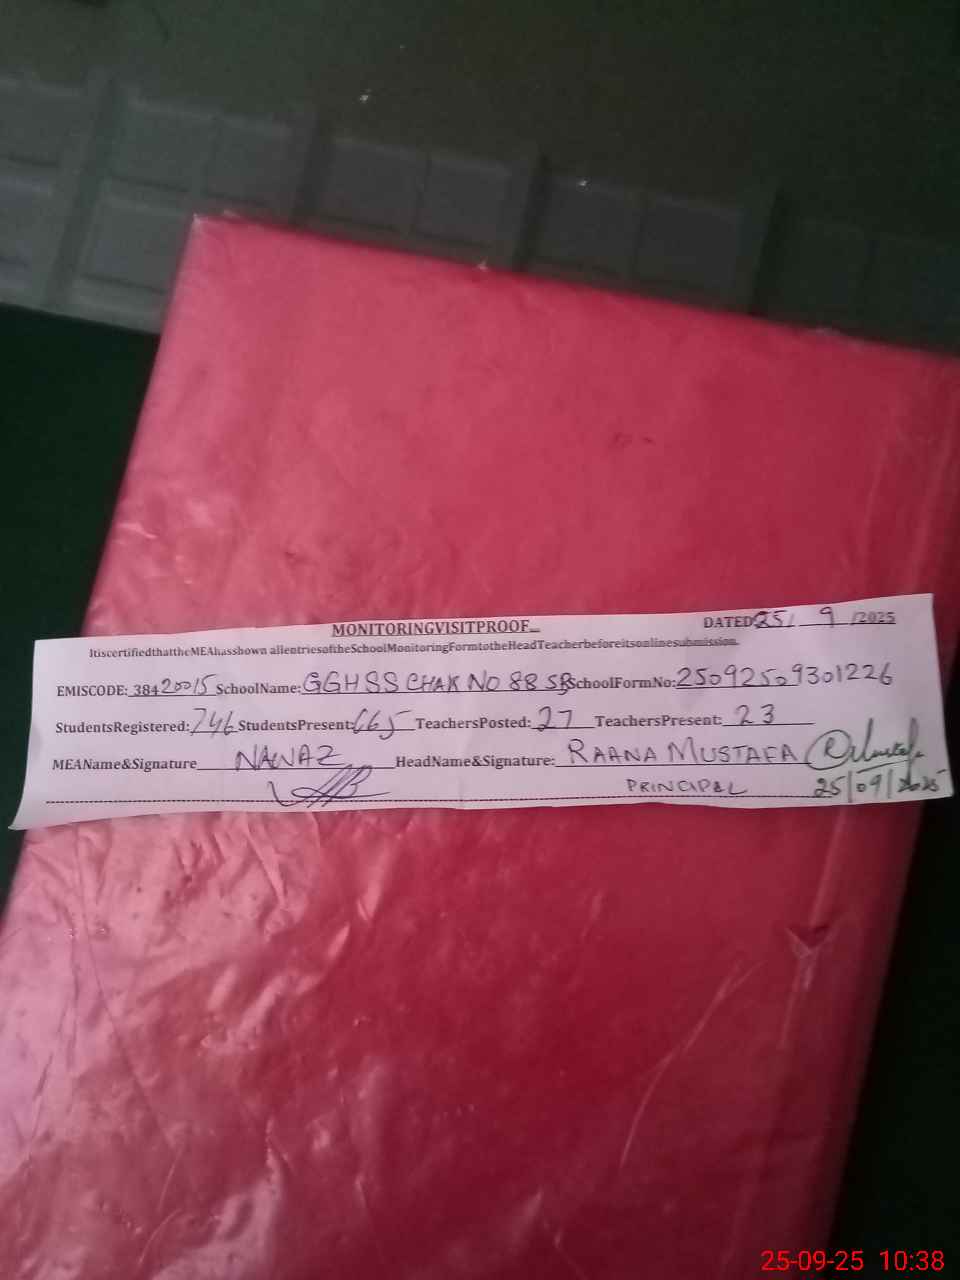 MONITORINGVISITPROOF
DATED 25/ 9 /2025
ItiscertifiedthattheMEAhasshown allentriesoftheSchoolMonitoringFormtotheHeadTeacherbeforeitsonlinesubmission.
EMISCODE: 38420015 SchoolName: GGHSS CHAK NO 88 SB SchoolFormNo: 25092509301226
StudentsRegistered: 746 StudentsPresent: 665 TeachersPosted: 27 TeachersPresent: 23
MEAName&Signature NAWAZ HeadName&Signature: RAANA MUSTAFA
PRINCIPAL 25/09/2025
25-09-25 10:38